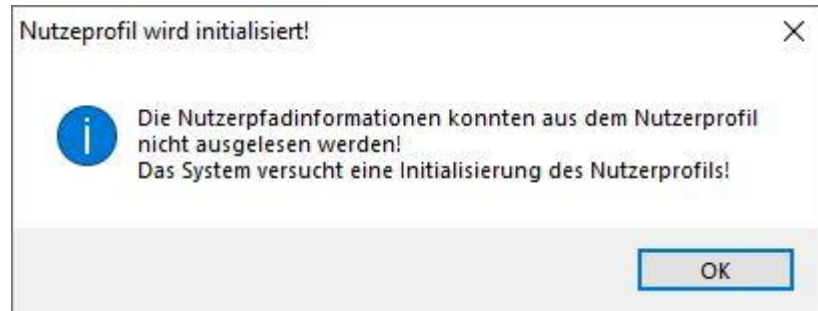 Nutzeprofil wird initialisiert!
Die Nutzerpfadinformationen konnten aus dem Nutzerprofil
nicht ausgelesen werden!
Das System versucht eine Initialisierung des Nutzerprofils!
OK